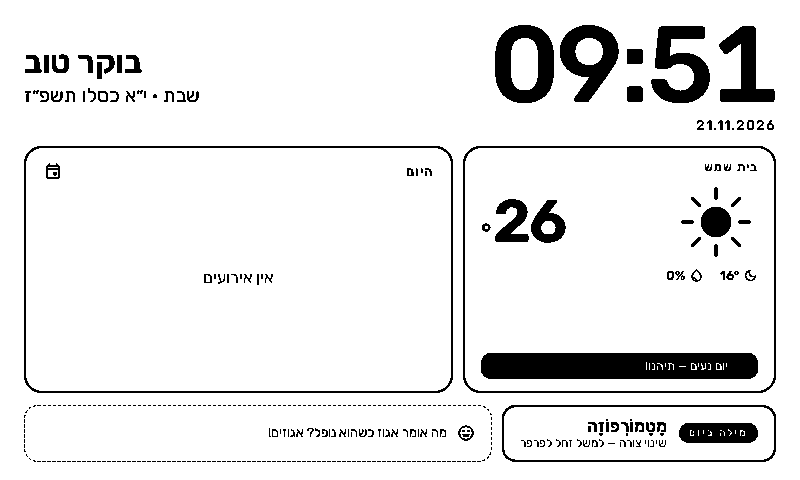 09:51
21.11.2026
בוקר טוב
שבת • י״א כסלו תשפ״ז
בית שמש
26°
16°
0%
יום נעים – תיהנו!
היום
אין אירועים
מילה ביום
מֶטָמוֹרְפוֹזָה
שינוי צורה – למשל זחל לפרפר
מה אומר אגוז כשהוא נופל? אגוזים!